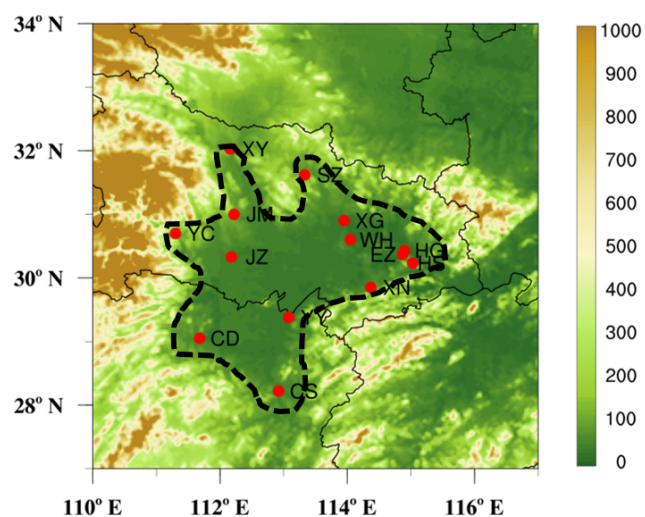 34° N
32° N
30° N
28° N
110° E
112° E
114° E
116° E
XY
SZ
JM
XG
YC
WH
HG
EZ
HS
JZ
XN
YY
CD
CS
1000
900
800
700
600
500
400
300
200
100
0